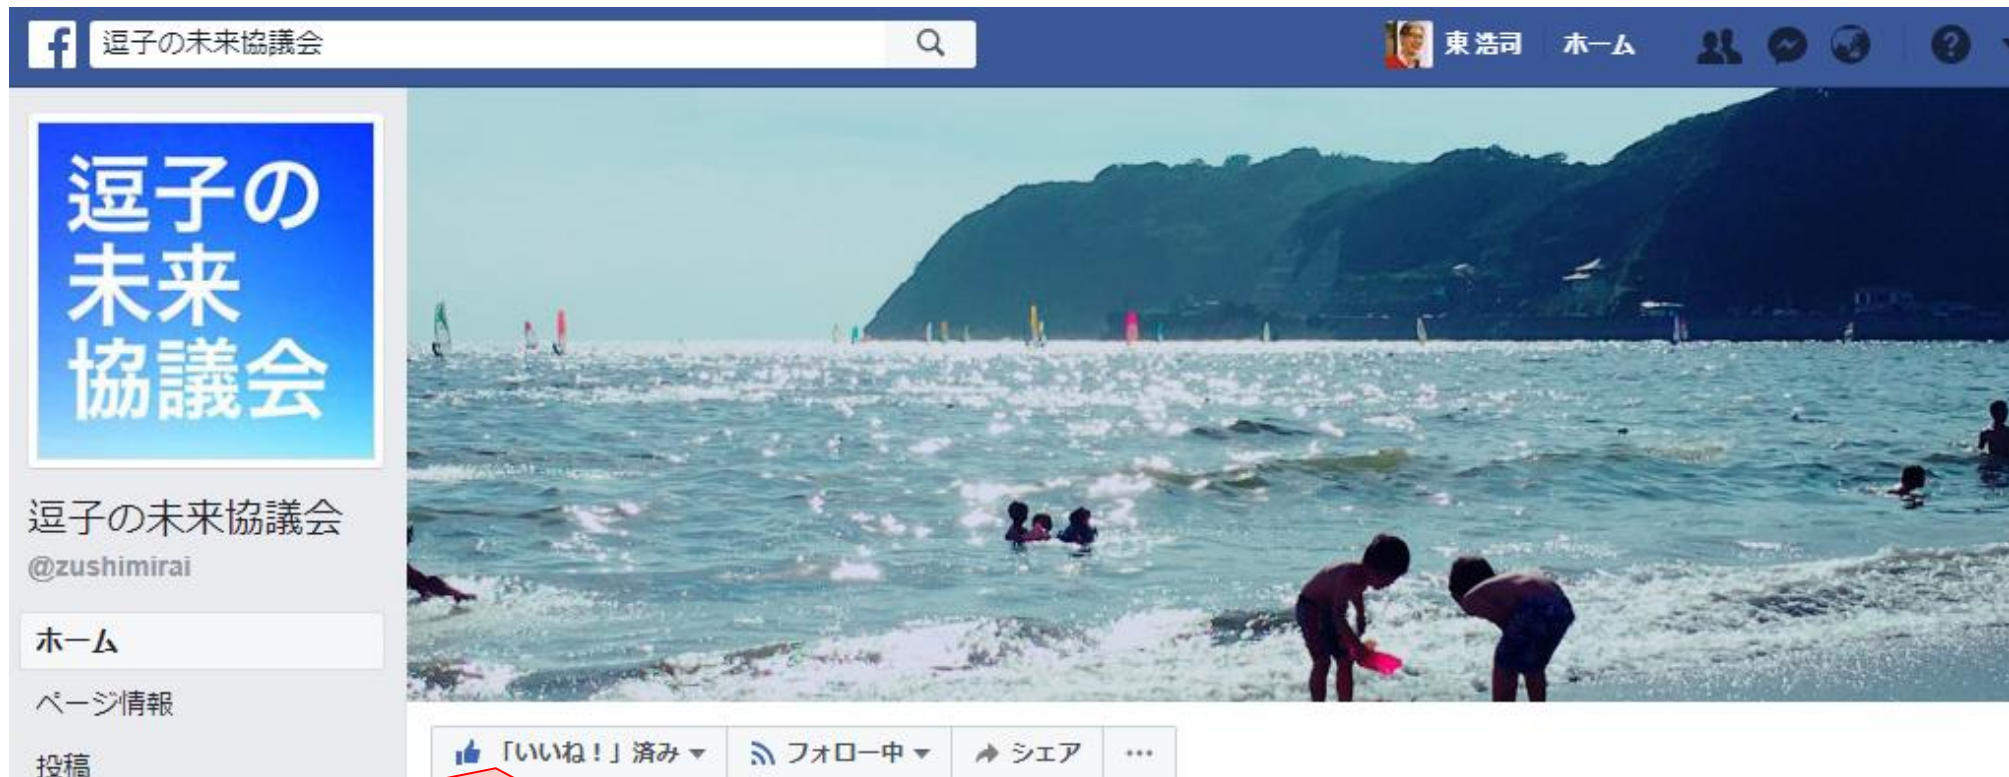 逗子の未来協議会
東 浩司
ホーム
逗子の
未来
協議会
逗子の未来協議会
@zushimirai
ホーム
ページ情報
投稿
「いいね！」済み
フォロー中
シェア